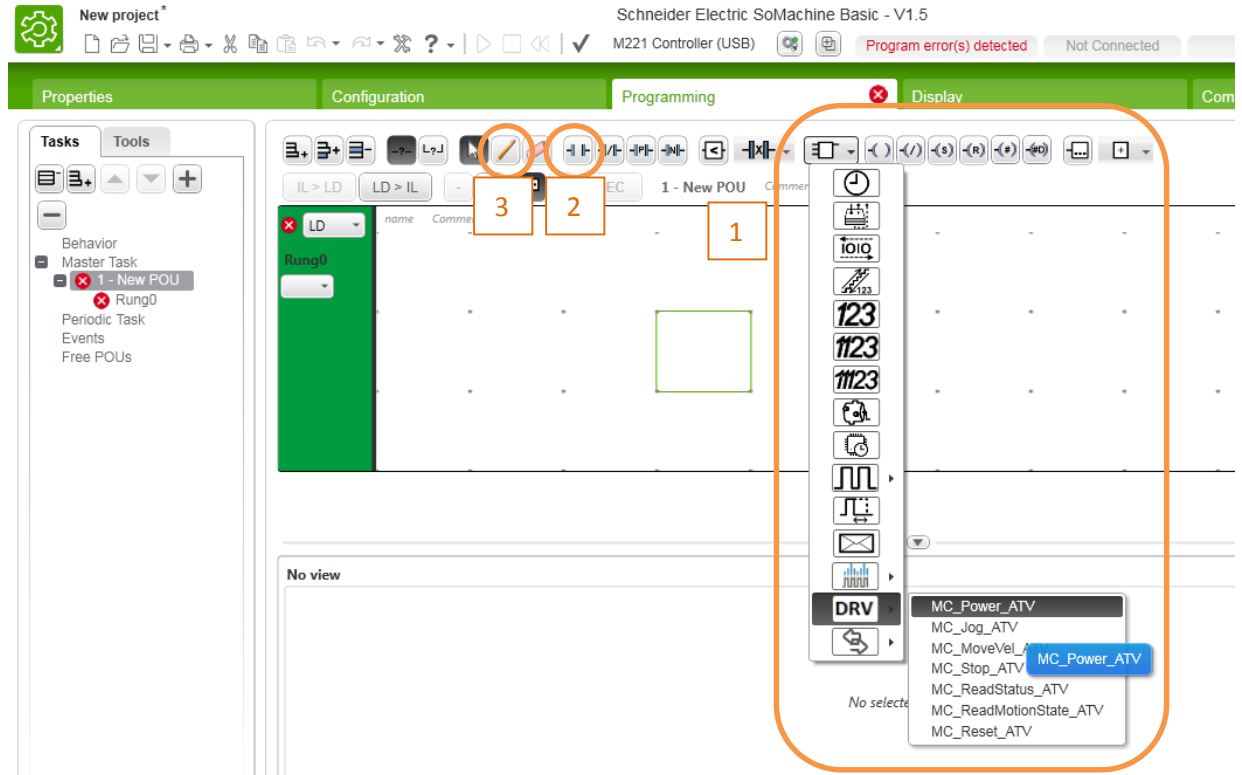 New project*
Schneider Electric SoMachine Basic - V1.5
M221 Controller (USB)
Program error(s) detected
Not Connected
Properties
Configuration
Programming
Display
Com
Tasks
Tools
IL > LD
LD > IL
-
EC
1 - New POU
3
2
1
LD
name
Rung0
Behavior
Master Task
1 - New POU
Rung0
Periodic Task
Events
Free POUs
123
1123
11123
DRV
MC_Power_ATV
MC_Jog_ATV
MC_Stop_ATV
MC_Power_ATV
MC_ReadStatus_ATV
MC_ReadMotionState_ATV
MC_Reset_ATV
No view